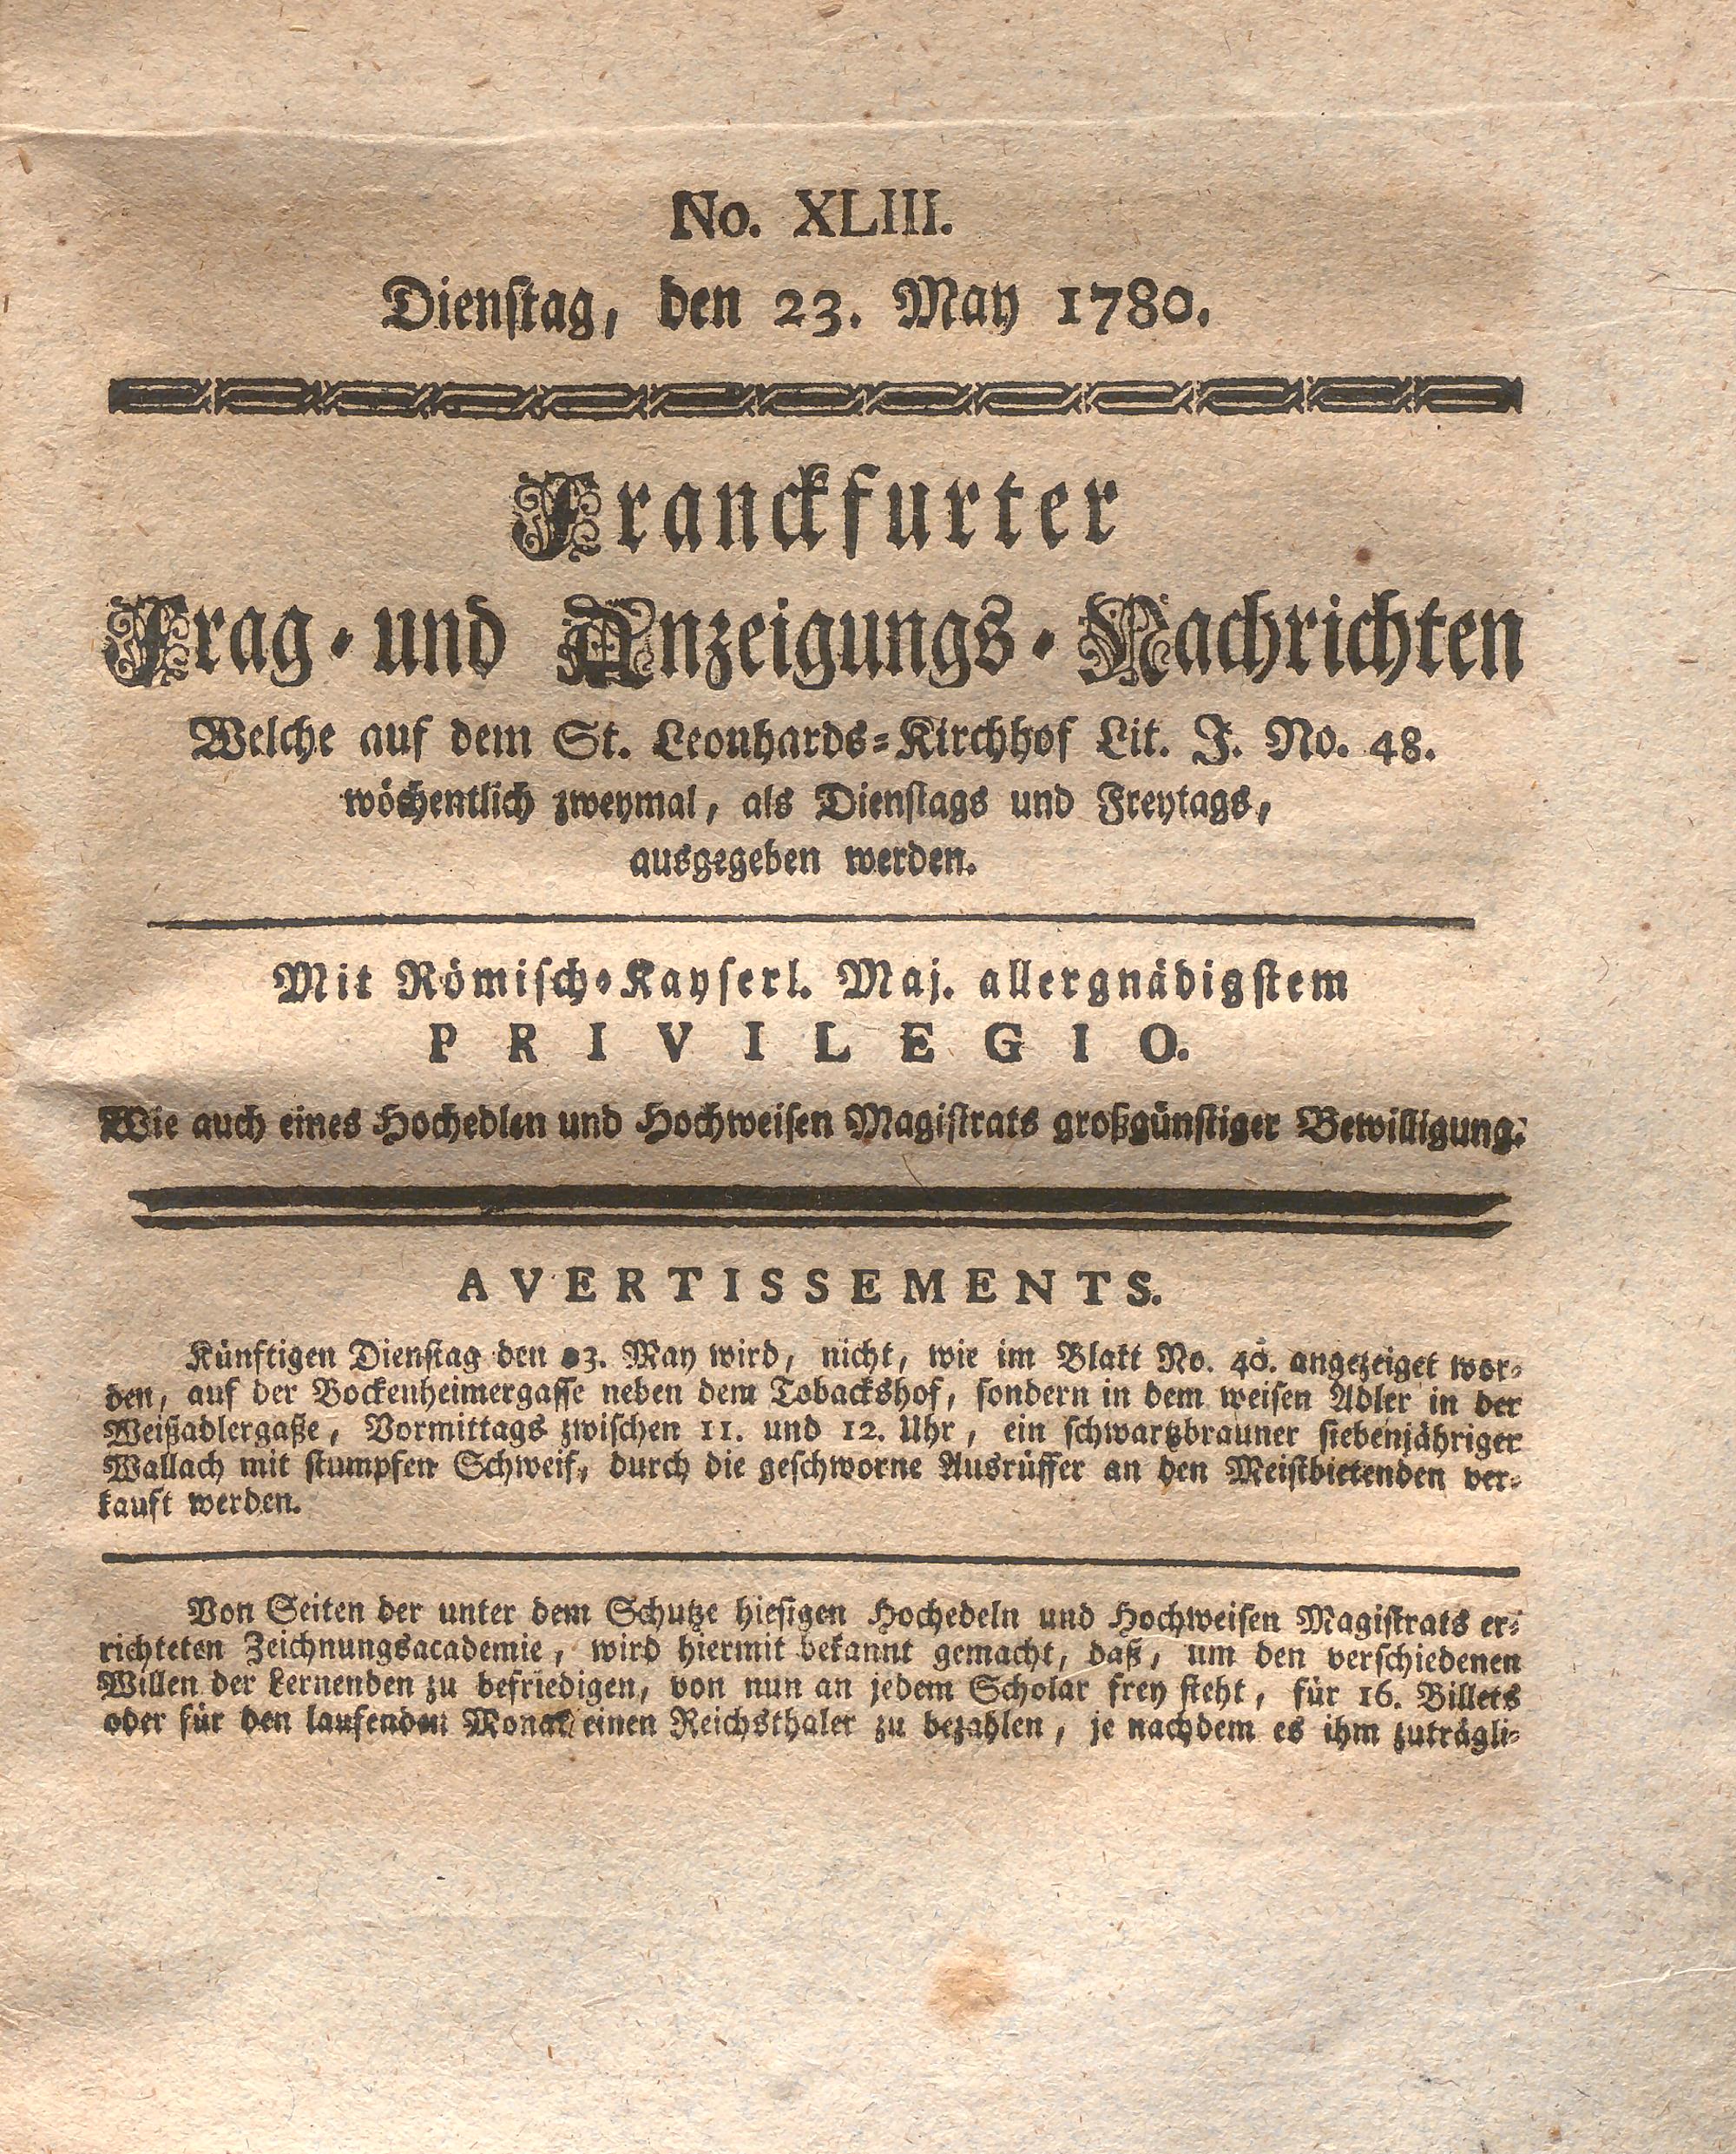 No. XLIII.
Dienstag, den 23. May 1780.
Franckfurter
Frag- und Anzeigungs-Nachrichten
Welche auf dem St. Leonhards-Kirchhof Lit. J. No. 48.
wöchentlich zweymal, als Dienstags und Freytags,
ausgegeben werden.
Mit Römisch-Kayserl. Maj. allergnädigstem
PRIVILEGIO.
Wie auch eines Hochedlen und Hochweisen Magistrats großgünstiger Bewilligung.
AVERTISSEMENTS.
Künftigen Dienstag den 23. May wird, nicht, wie im Blatt No. angezeiget wor-
den, auf der Bockenheimergasse neben dem Tobackshof, sondern in dem weisen Adler in der
Weißadlergaße, Vormittags zwischen 11. und 12. Uhr, ein schwartzbrauner siebenjähriger
Wallach mit stumpfen Schweif, durch die geschworne Ausrüffer an den Meistbietenden ver-
kauft werden.
Von Seiten der unter dem Schutze hiesigen Hochedeln und Hochweisen Magistrats er-
richteten Zeichnungsacademie, wird hiermit bekannt gemacht, daß, um den verschiedenen
Willen der Lernenden zu befriedigen, von nun an jedem Scholar frey steht, für 16. Billets
oder für den laufenden Monat einen Reichsthaler zu bezahlen, je nachdem es ihm zuträgli-